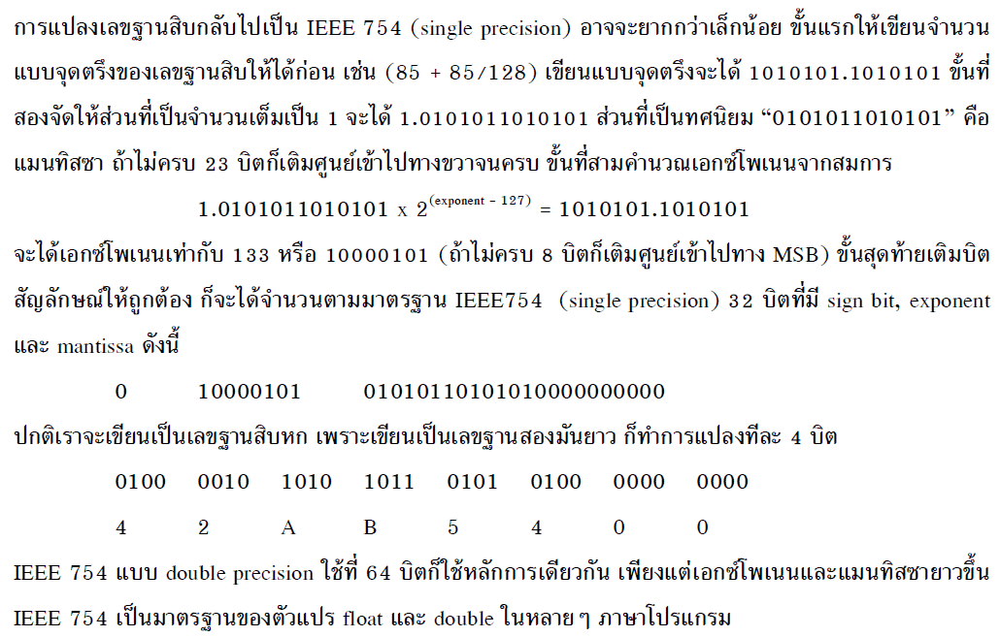 การแปลงเลขฐานสิบกลับไปเป็น IEEE 754 (single precision) อาจจะยากกว่าเล็กน้อย ขั้นแรกให้เขียนจำนวน
แบบจุดตรึงของเลขฐานสิบให้ได้ก่อน เช่น (85 + 85/128) เขียนแบบจุดตรึงจะได้ 1010101.1010101 ขั้นที่
สองจัดให้ส่วนที่เป็นจำนวนเต็มเป็น 1 จะได้ 1.0101011010101 ส่วนที่เป็นทศนิยม “0101011010101” คือ
แมนทิสซา ถ้าไม่ครบ 23 บิตก็เติมศูนย์เข้าไปทางขวาจนครบ ขั้นที่สามคำนวณเอกซ์โพเนนจากสมการ
1.0101011010101 x 2^(exponent – 127) = 1010101.1010101
จะได้เอกซ์โพเนนเท่ากับ 133 หรือ 10000101 (ถ้าไม่ครบ 8 บิตก็เติมศูนย์เข้าไปทาง MSB) ขั้นสุดท้ายเติมบิต
สัญลักษณ์ให้ถูกต้อง ก็จะได้จำนวนตามมาตรฐาน IEEE754 (single precision) 32 บิตที่มี sign bit, exponent
และ mantissa ดังนี้
0 10000101 01010110101010000000000
ปกติเราจะเขียนเป็นเลขฐานสิบหก เพราะเขียนเป็นเลขฐานสองมันยาว ก็ทำการแปลงทีละ 4 บิต
0100 0010 1010 1011 0101 0100 0000 0000
4 2 A B 5 4 0 0
IEEE 754 แบบ double precision ใช้ที่ 64 บิตก็ใช้หลักการเดียวกัน เพียงแต่เอกซ์โพเนนและแมนทิสซายาวขึ้น
IEEE 754 เป็นมาตรฐานของตัวแปร float และ double ในหลายๆ ภาษาโปรแกรม